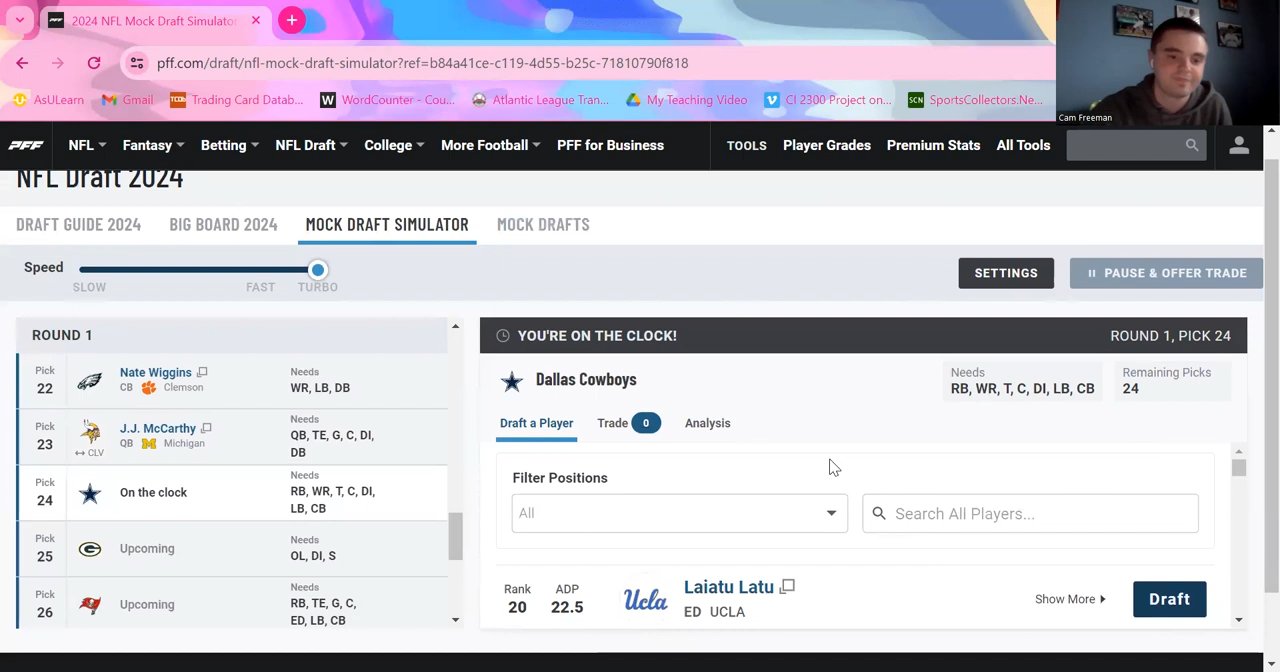 2024 NFL Mock Draft Simulator
pff.com/draft/nfl-mock-draft-simulator?ref=b84a41ce-c119-4d55-b25c-71810790f818
AsULearn Gmail Trading Card Datab... WordCounter - Cou... Atlantic League Tran... My Teaching Video CI 2300 Project on... SCN SportsCollectors.Ne...
Cam Freeman
PFF NFL Fantasy Betting NFL Draft College More Football PFF for Business TOOLS Player Grades Premium Stats All Tools
NFL Draft 2024
DRAFT GUIDE 2024 BIG BOARD 2024 MOCK DRAFT SIMULATOR MOCK DRAFTS
Speed
SLOW FAST TURBO
SETTINGS
PAUSE & OFFER TRADE
ROUND 1
Pick 22
Nate Wiggins
CB Clemson
Needs
WR, LB, DB
Pick 23
↔ CLV
J.J. McCarthy
QB Michigan
Needs
QB, TE, G, C, DI,
DB
Pick 24
On the clock
Needs
RB, WR, T, C, DI,
LB, CB
Pick 25
Upcoming
Needs
OL, DI, S
Pick 26
Upcoming
Needs
RB, TE, G, C,
ED, LB, CB
YOU'RE ON THE CLOCK! ROUND 1, PICK 24
Dallas Cowboys
Needs
RB, WR, T, C, DI, LB, CB
Remaining Picks
24
Draft a Player Trade 0 Analysis
Filter Positions
All
Search All Players...
Rank
20
ADP
22.5
Ucla
Laiatu Latu
ED UCLA
Show More
Draft